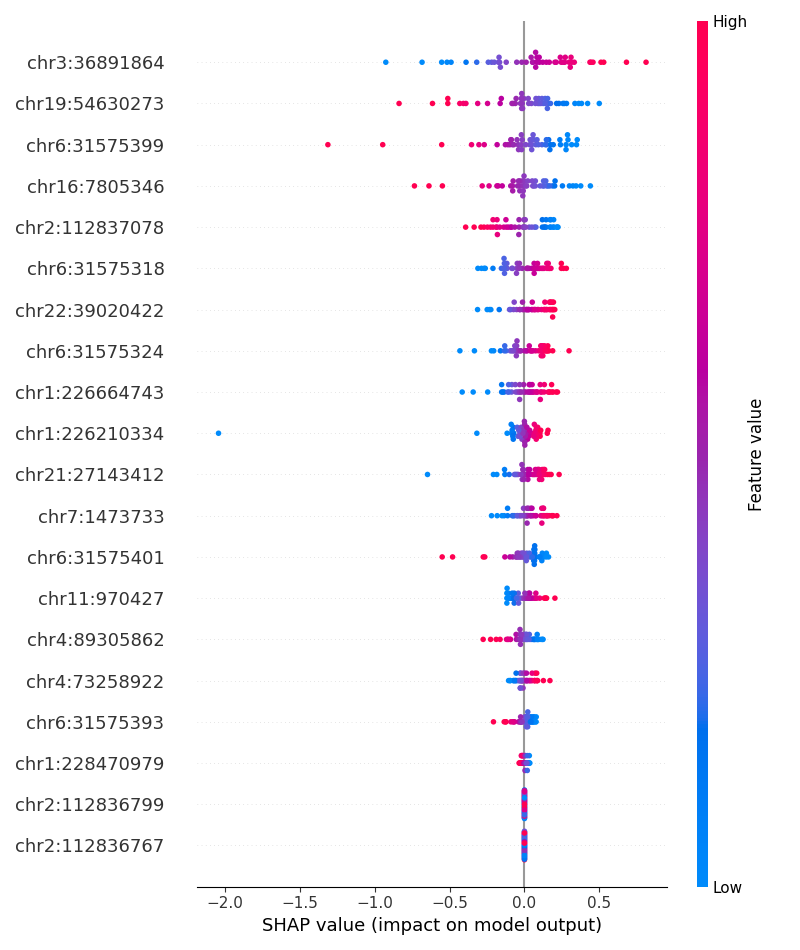 High
chr3:36891864
chr19:54630273
chr6:31575399
chr16:7805346
chr2:112837078
chr6:31575318
chr22:39020422
chr6:31575324
chr1:226664743
chr1:226210334
chr21:27143412
chr7:1473733
chr6:31575401
chr11:970427
chr4:89305862
chr4:73258922
chr6:31575393
chr1:228470979
chr2:112836799
chr2:112836767
Feature value
Low
−2.0 −1.5 −1.0 −0.5 0.0 0.5
SHAP value (impact on model output)